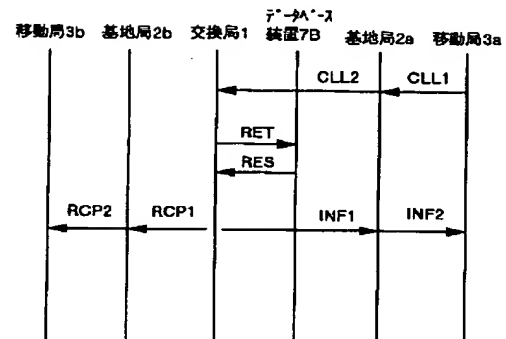 データベース
移動局3b 基地局2b 交換局1 装置7B 基地局2a 移動局3a
CLL2 CLL1
RET
RES
RCP2 RCP1 INF1 INF2